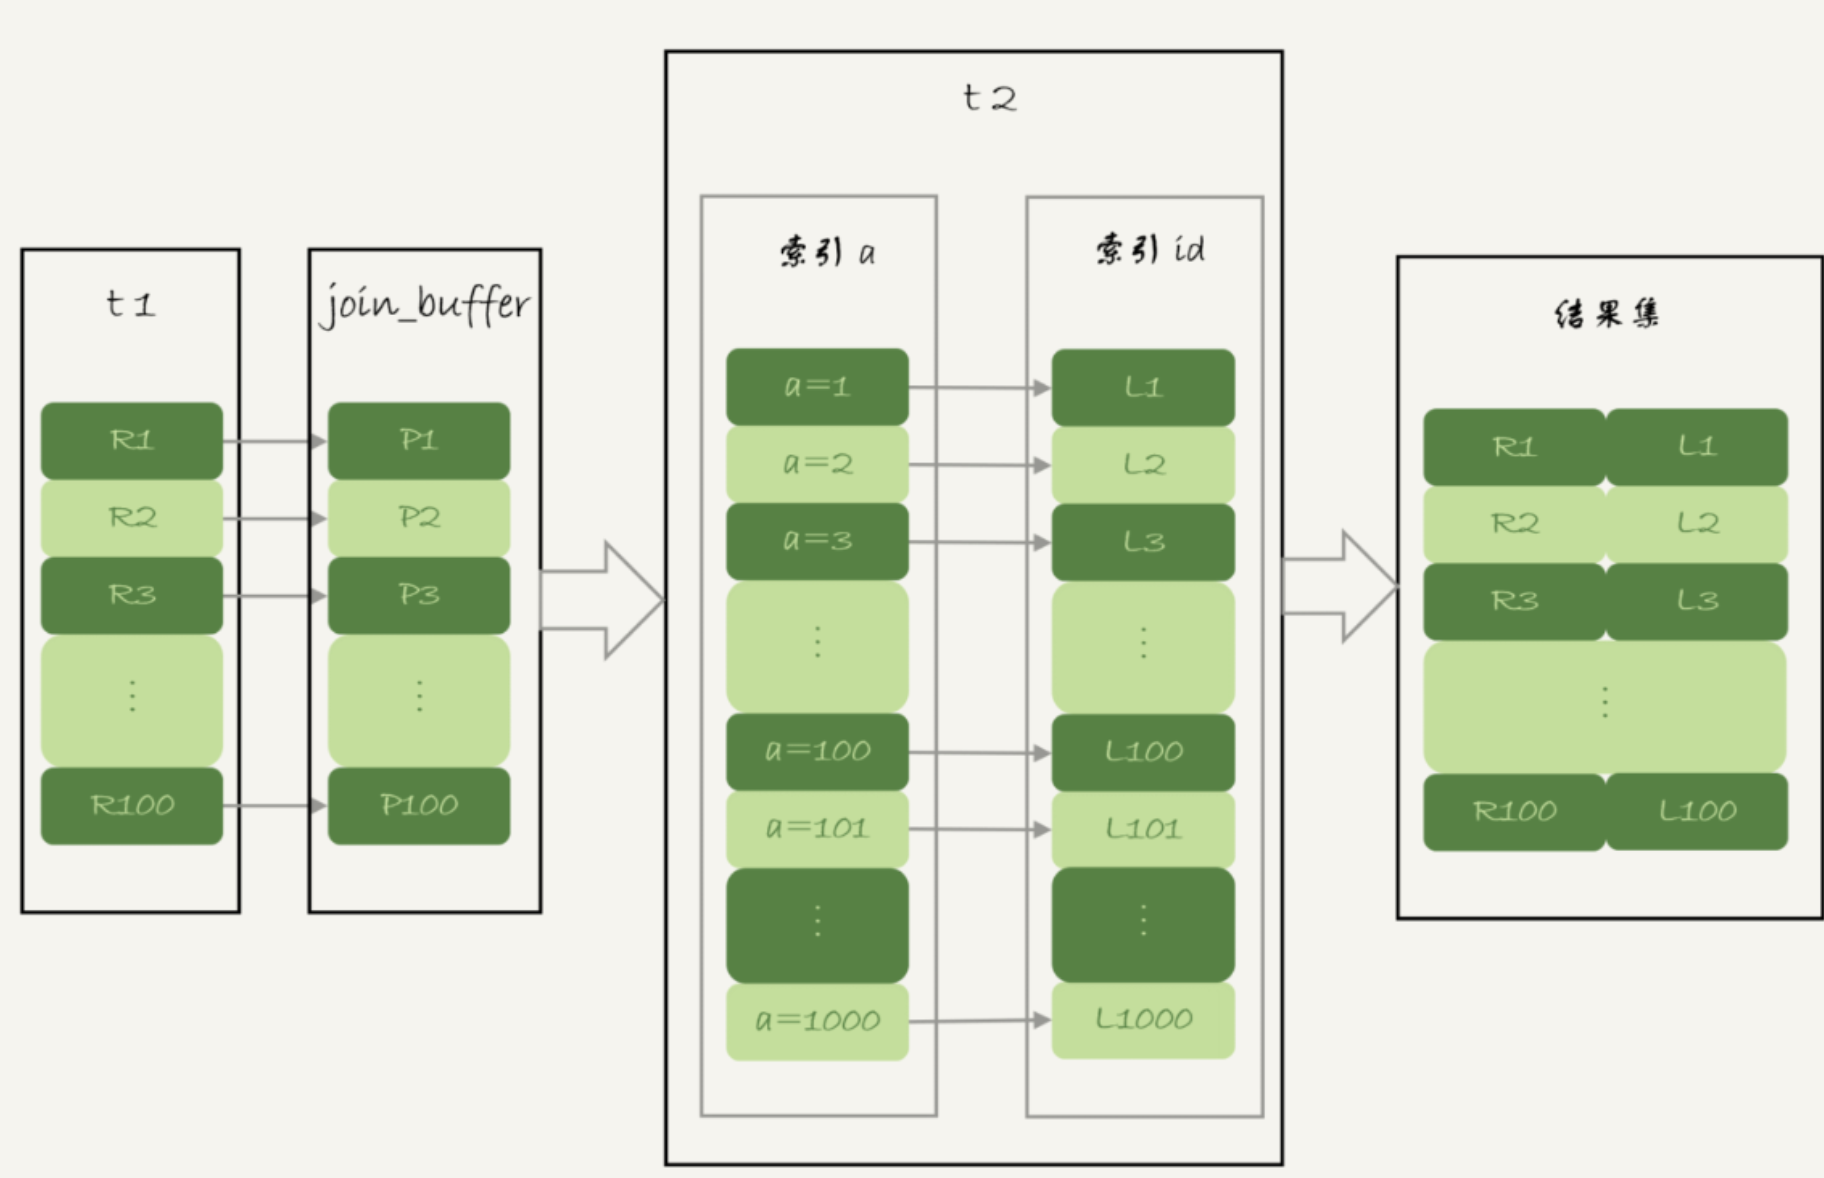 t1
R1
R2
R3
⋮
R100
join_buffer
P1
P2
P3
⋮
P100
t2
索引 a
a=1
a=2
a=3
⋮
a=100
a=101
⋮
a=1000
索引 id
L1
L2
L3
⋮
L100
L101
⋮
L1000
结果集
R1 L1
R2 L2
R3 L3
⋮
R100 L100